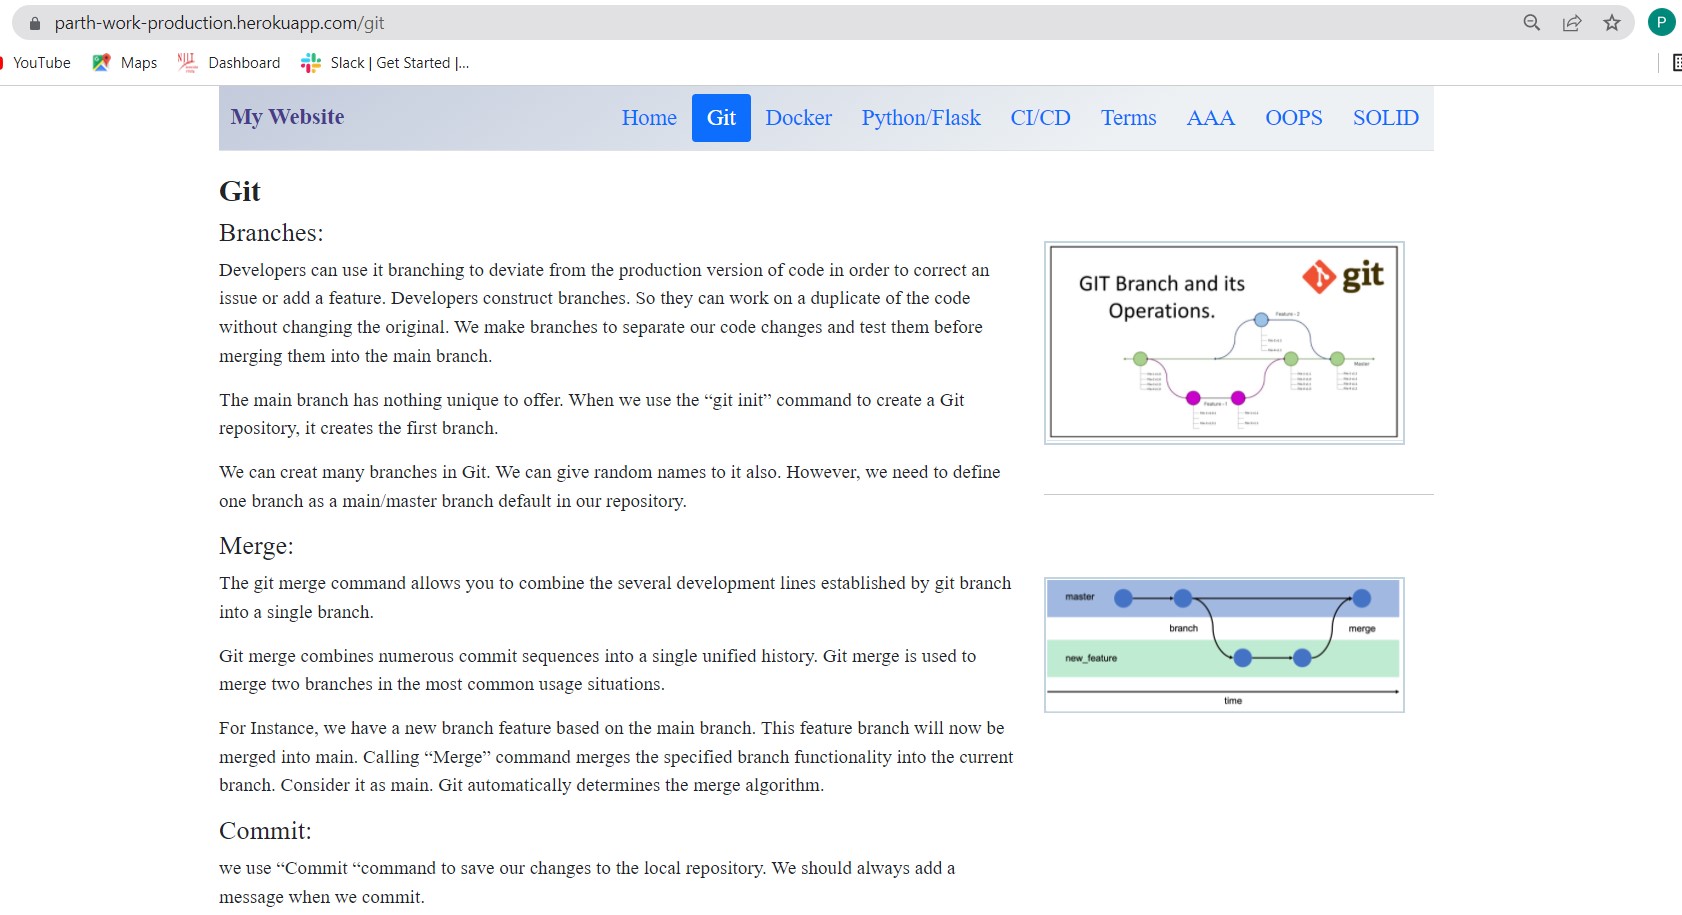 parth-work-production.herokuapp.com/git
P
YouTube
Maps
Dashboard
Slack | Get Started |...
My Website
Home
Git
Docker
Python/Flask
CI/CD
Terms
AAA
OOPS
SOLID
Git
Branches:
Developers can use it branching to deviate from the production version of code in order to correct an
issue or add a feature. Developers construct branches. So they can work on a duplicate of the code
without changing the original. We make branches to separate our code changes and test them before
merging them into the main branch.
The main branch has nothing unique to offer. When we use the “git init” command to create a Git
repository, it creates the first branch.
We can creat many branches in Git. We can give random names to it also. However, we need to define
one branch as a main/master branch default in our repository.
GIT Branch and its
Operations.
git
Feature - 2
Master
Feature - 1
Merge:
The git merge command allows you to combine the several development lines established by git branch
into a single branch.
Git merge combines numerous commit sequences into a single unified history. Git merge is used to
merge two branches in the most common usage situations.
For Instance, we have a new branch feature based on the main branch. This feature branch will now be
merged into main. Calling “Merge” command merges the specified branch functionality into the current
branch. Consider it as main. Git automatically determines the merge algorithm.
master
branch
merge
new_feature
time
Commit:
we use “Commit “command to save our changes to the local repository. We should always add a
message when we commit.